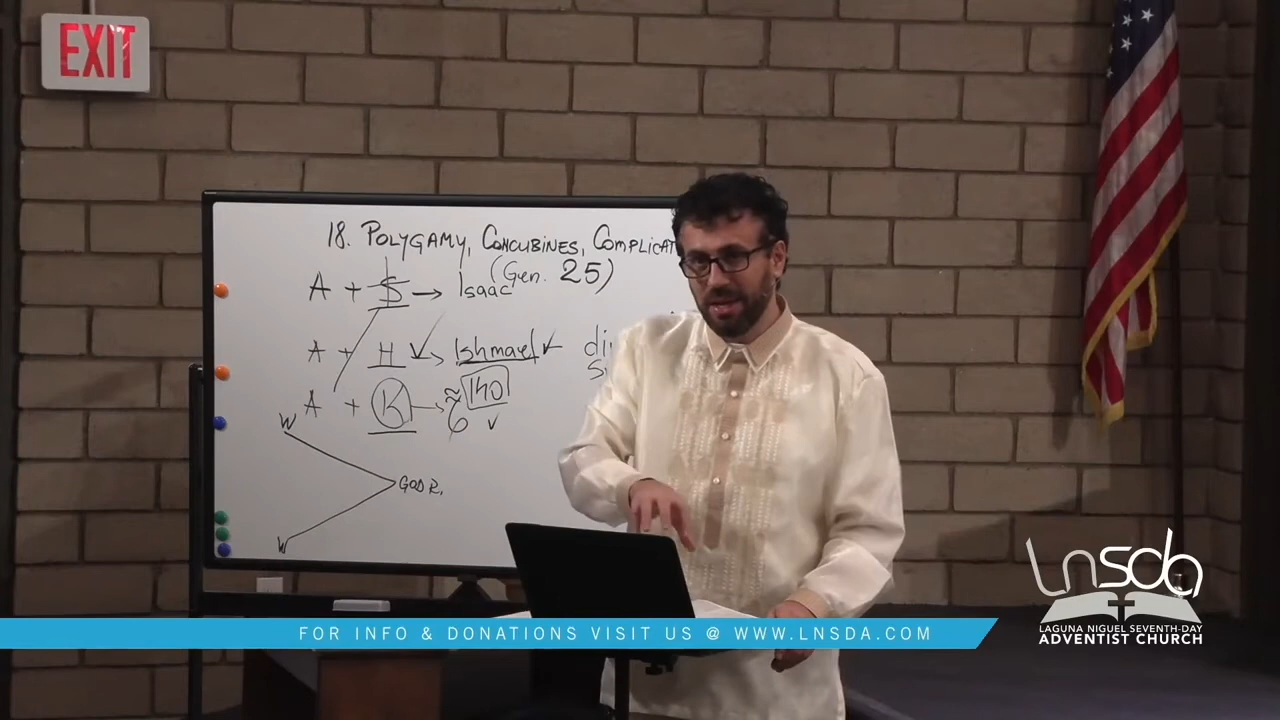 EXIT
18. POLYGAMY, CONCUBINES, COMPLICAT
(Gen. 25)
A + S → Isaac
A + H ✓→ Ishmael ✓ di
A + K → ≈ 140
6 ✓
W
GOD R.
W
FOR INFO & DONATIONS VISIT US @ WWW.LNSDA.COM
Lnsda
LAGUNA NIGUEL SEVENTH-DAY
ADVENTIST CHURCH